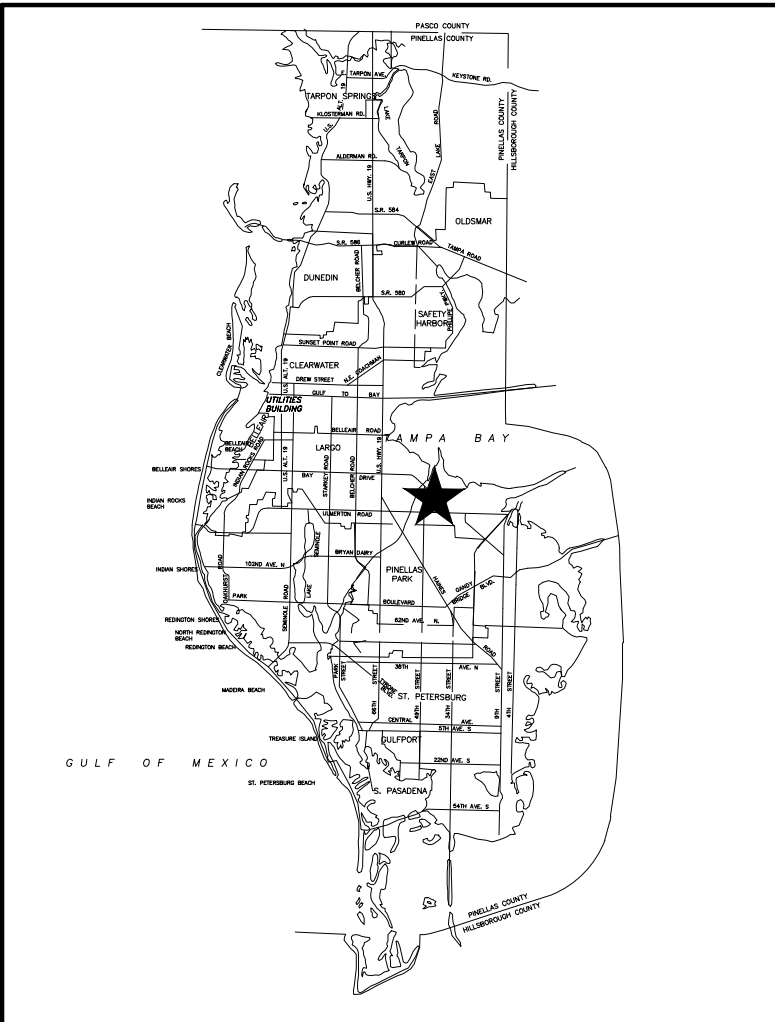 PASCO COUNTY
PINELLAS COUNTY
E. TARPON AVE.
KEYSTONE RD.
U.S. ALT. 19
TARPON SPRINGS
KLOSTERMAN RD.
LAKE TARPON
EAST LAKE ROAD
PINELLAS COUNTY
HILLSBOROUGH COUNTY
ALDERMAN RD.
U.S. HWY. 19
S.R. 584
OLDSMAR
S.R. 586
CURLEW ROAD
TAMPA ROAD
BELCHER ROAD
DUNEDIN
S.R. 580
PHILIPPE PKWY.
SAFETY
HARBOR
CLEARWATER BEACH
SUNSET POINT ROAD
CLEARWATER
N.E. COACHMAN
U.S. ALT. 19
DREW STREET
GULF TO BAY
UTILITIES
BUILDING
BELLEAIR
BELLEAIR ROAD
TAMPA BAY
BELLEAIR
BEACH
INDIAN ROCKS ROAD
LARGO
U.S. HWY. 19
BELLEAIR SHORES
U.S. ALT. 19
BAY DRIVE
STARKEY ROAD
BELCHER ROAD
INDIAN ROCKS
BEACH
ULMERTON ROAD
SEMINOLE
BRYAN DAIRY
INDIAN SHORES
102ND AVE. N
LAKE
PINELLAS
PARK
HAINES
GANDY
BRIDGE BLVD.
OAKHURST ROAD
PARK
BOULEVARD
SEMINOLE ROAD
REDINGTON SHORES
62ND AVE. N.
NORTH REDINGTON
BEACH
REDINGTON BEACH
ROAD
38TH AVE. N
PARK STREET
66TH STREET
TYRONE BLVD.
49TH STREET
34TH STREET
9TH STREET
4TH STREET
MADEIRA BEACH
ST. PETERSBURG
CENTRAL AVE.
5TH AVE. S
TREASURE ISLAND
GULFPORT
GULF OF MEXICO
22ND AVE. S
ST. PETERSBURG BEACH
S. PASADENA
54TH AVE. S
PINELLAS COUNTY
HILLSBOROUGH COUNTY